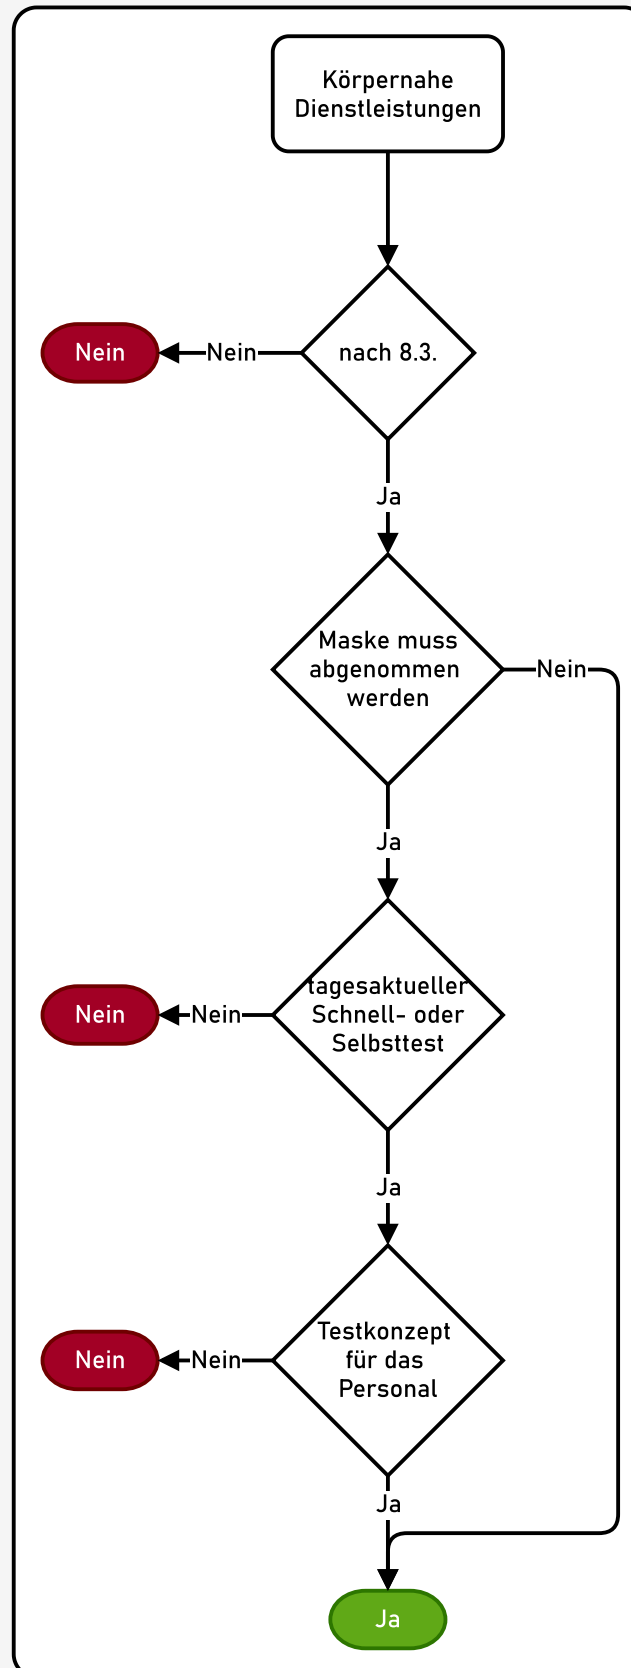 Körpernahe
Dienstleistungen
nach 8.3.
Nein
Nein
Ja
Maske muss
abgenommen
werden
Nein
Ja
tagesaktueller
Schnell- oder
Selbsttest
Nein
Nein
Ja
Testkonzept
für das
Personal
Nein
Nein
Ja
Ja